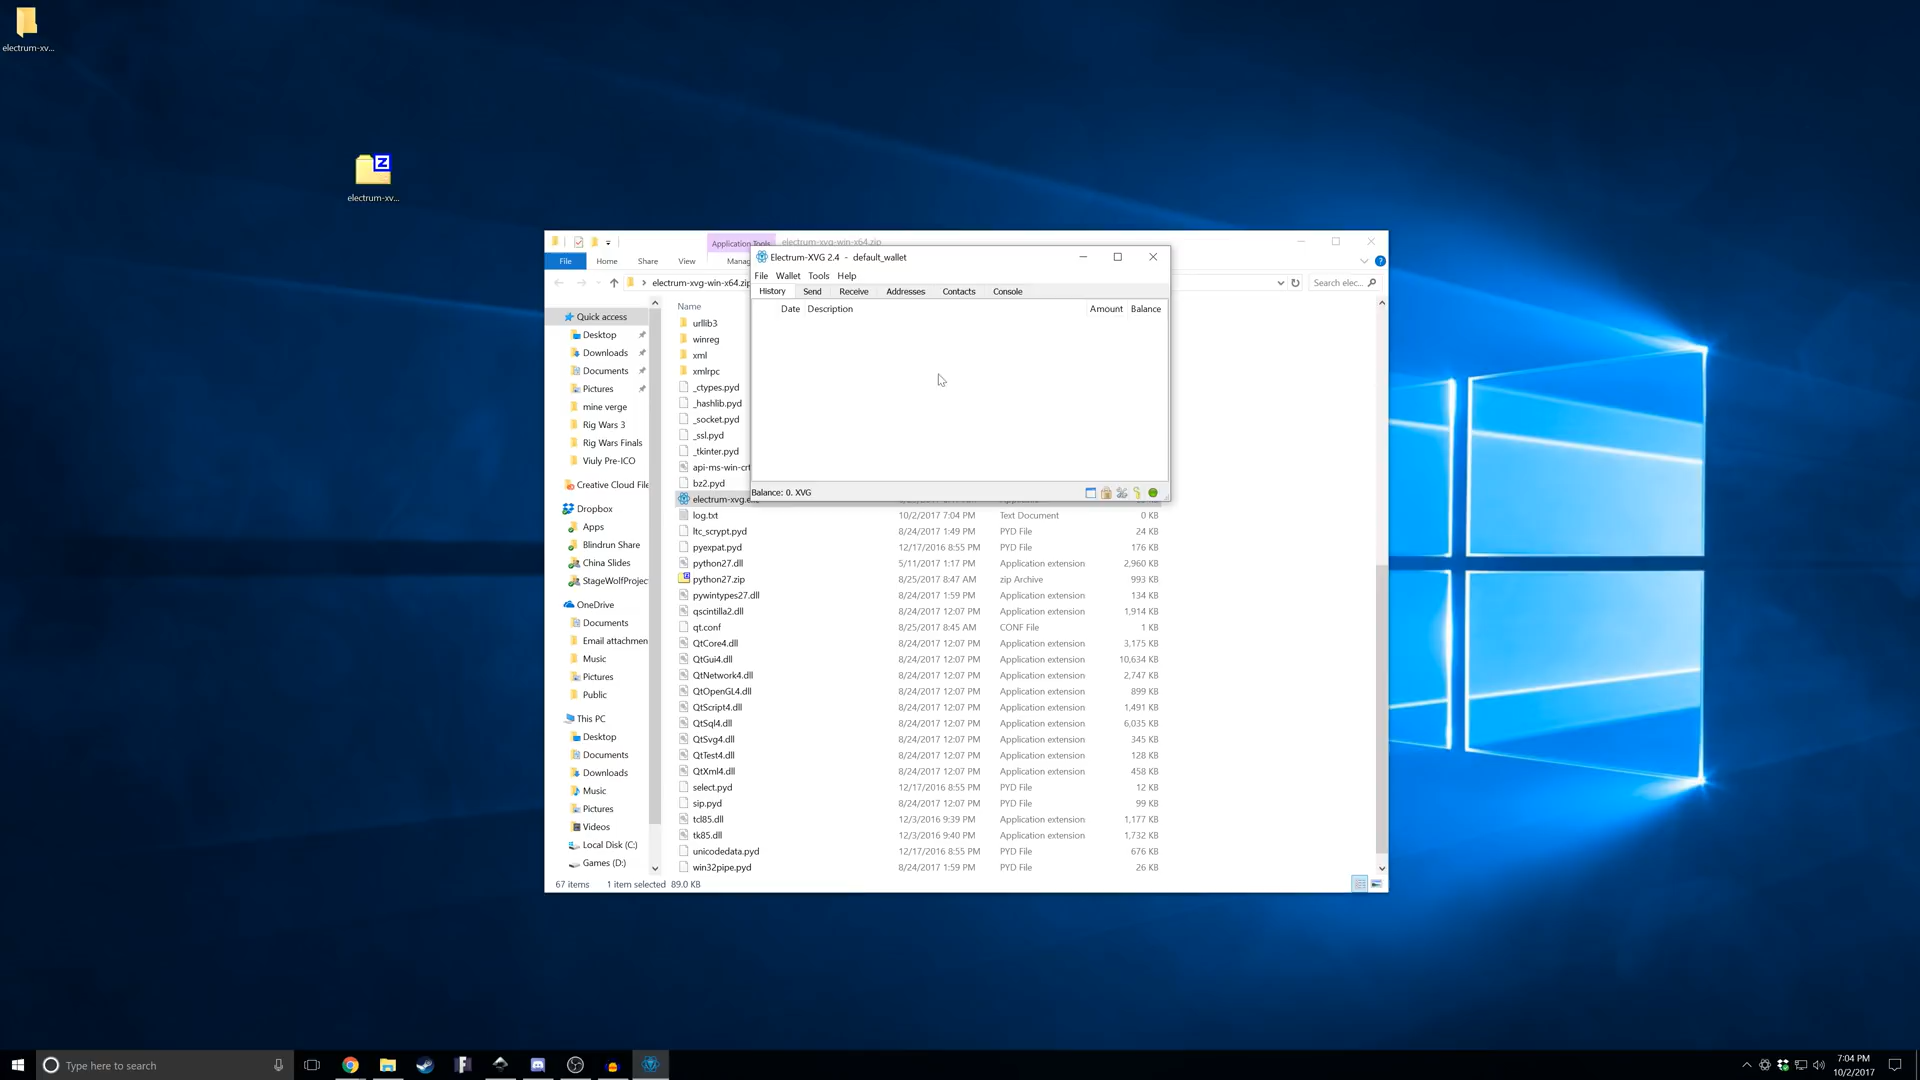 electrum-xv...
electrum-xv...
Application Tools
electrum-xvg-win-x64.zip
File
Home
Share
View
Manag
electrum-xvg-win-x64.zip
Search elec...
Electrum-XVG 2.4 - default_wallet
File
Wallet
Tools
Help
History
Send
Receive
Addresses
Contacts
Console
Date
Description
Amount
Balance
Balance: 0. XVG
Quick access
Desktop
Downloads
Documents
Pictures
mine verge
Rig Wars 3
Rig Wars Finals
Viuly Pre-ICO
Creative Cloud File
Dropbox
Apps
Blindrun Share
China Slides
StageWolfProjec
OneDrive
Documents
Email attachmen
Music
Pictures
Public
This PC
Desktop
Documents
Downloads
Music
Pictures
Videos
Local Disk (C:)
Games (D:)
Name
urllib3
winreg
xml
xmlrpc
_ctypes.pyd
_hashlib.pyd
_socket.pyd
_ssl.pyd
_tkinter.pyd
api-ms-win-crt
bz2.pyd
electrum-xvg.e...
log.txt 10/2/2017 7:04 PM Text Document 0 KB
ltc_scrypt.pyd 8/24/2017 1:49 PM PYD File 24 KB
pyexpat.pyd 12/17/2016 8:55 PM PYD File 176 KB
python27.dll 5/11/2017 1:17 PM Application extension 2,960 KB
python27.zip 8/25/2017 8:47 AM zip Archive 993 KB
pywintypes27.dll 8/24/2017 1:59 PM Application extension 134 KB
qscintilla2.dll 8/24/2017 12:07 PM Application extension 1,914 KB
qt.conf 8/25/2017 8:45 AM CONF File 1 KB
QtCore4.dll 8/24/2017 12:07 PM Application extension 3,175 KB
QtGui4.dll 8/24/2017 12:07 PM Application extension 10,634 KB
QtNetwork4.dll 8/24/2017 12:07 PM Application extension 2,747 KB
QtOpenGL4.dll 8/24/2017 12:07 PM Application extension 899 KB
QtScript4.dll 8/24/2017 12:07 PM Application extension 1,491 KB
QtSql4.dll 8/24/2017 12:07 PM Application extension 6,035 KB
QtSvg4.dll 8/24/2017 12:07 PM Application extension 345 KB
QtTest4.dll 8/24/2017 12:07 PM Application extension 128 KB
QtXml4.dll 8/24/2017 12:07 PM Application extension 458 KB
select.pyd 12/17/2016 8:55 PM PYD File 12 KB
sip.pyd 8/24/2017 12:07 PM PYD File 99 KB
tcl85.dll 12/3/2016 9:39 PM Application extension 1,177 KB
tk85.dll 12/3/2016 9:40 PM Application extension 1,732 KB
unicodedata.pyd 12/17/2016 8:55 PM PYD File 676 KB
win32pipe.pyd 8/24/2017 1:59 PM PYD File 26 KB
67 items
1 item selected 89.0 KB
Type here to search
7:04 PM
10/2/2017